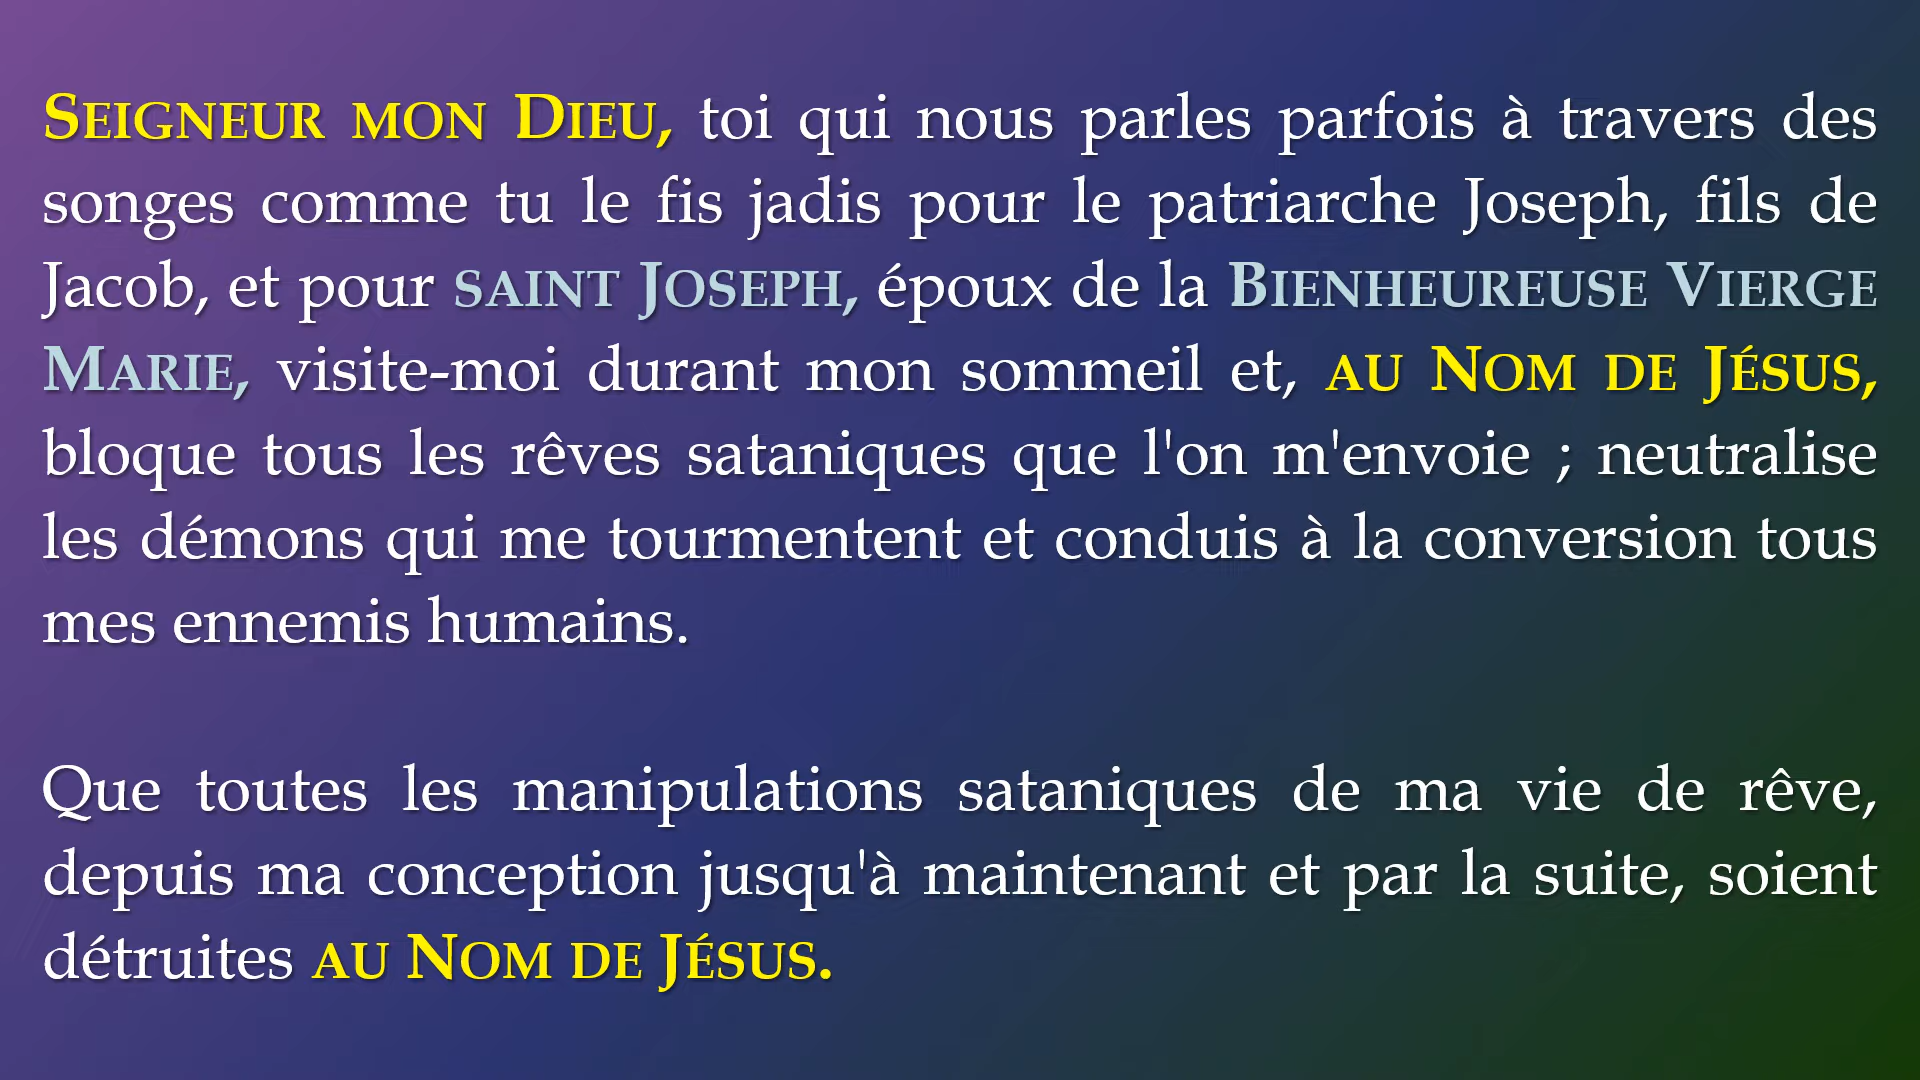 SEIGNEUR MON DIEU, toi qui nous parles parfois à travers des
songes comme tu le fis jadis pour le patriarche Joseph, fils de
Jacob, et pour SAINT JOSEPH, époux de la BIENHEUREUSE VIERGE
MARIE, visite-moi durant mon sommeil et, AU NOM DE JÉSUS,
bloque tous les rêves sataniques que l'on m'envoie ; neutralise
les démons qui me tourmentent et conduis à la conversion tous
mes ennemis humains.
Que toutes les manipulations sataniques de ma vie de rêve,
depuis ma conception jusqu'à maintenant et par la suite, soient
détruites AU NOM DE JÉSUS.